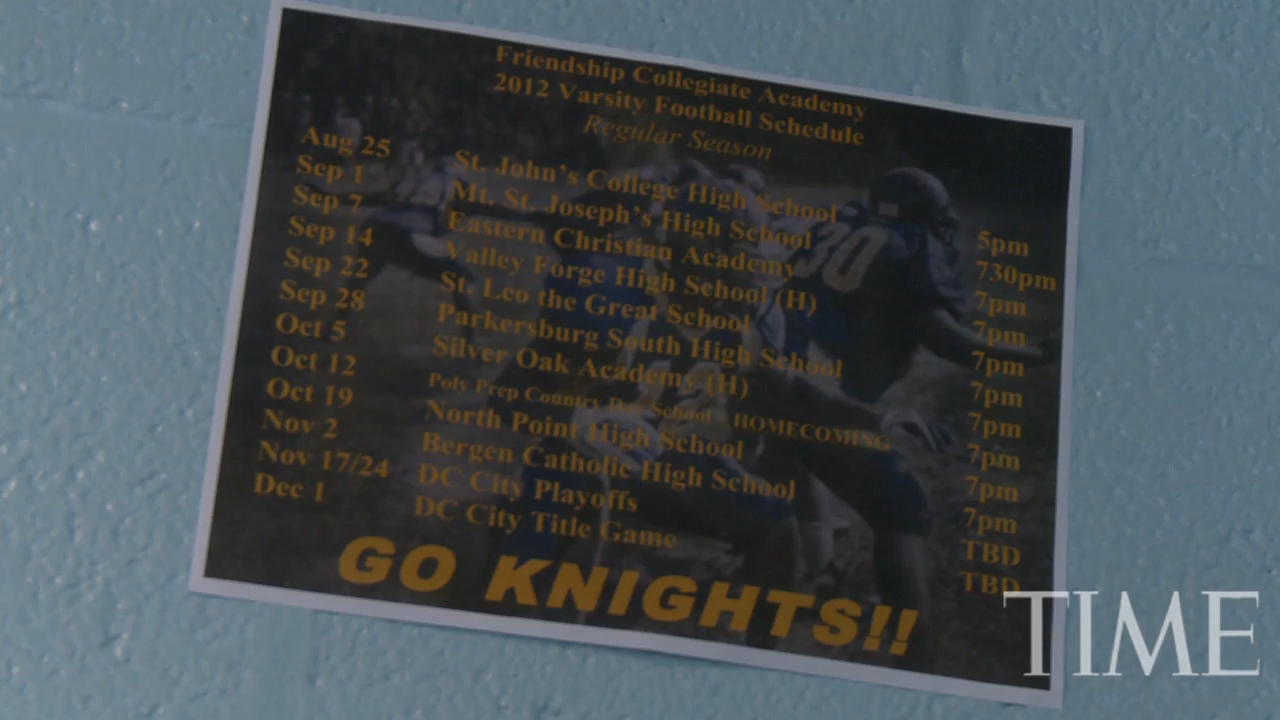 Friendship Collegiate Academy
2012 Varsity Football Schedule
Regular Season
Aug 25 St. John's College High School 5pm
Sep 1 Mt. St. Joseph's High School 730pm
Sep 7 Eastern Christian Academy 7pm
Sep 14 Valley Forge High School (H) 7pm
Sep 22 St. Leo the Great School 7pm
Sep 28 Parkersburg South High School 7pm
Oct 5 Silver Oak Academy (H) 7pm
Oct 12 Poly Prep Country Day School - HOMECOMING 7pm
Oct 19 North Point High School 7pm
Nov 2 Bergen Catholic High School 7pm
Nov 17/24 DC City Playoffs TBD
Dec 1 DC City Title Game TBD
GO KNIGHTS!!
TIME